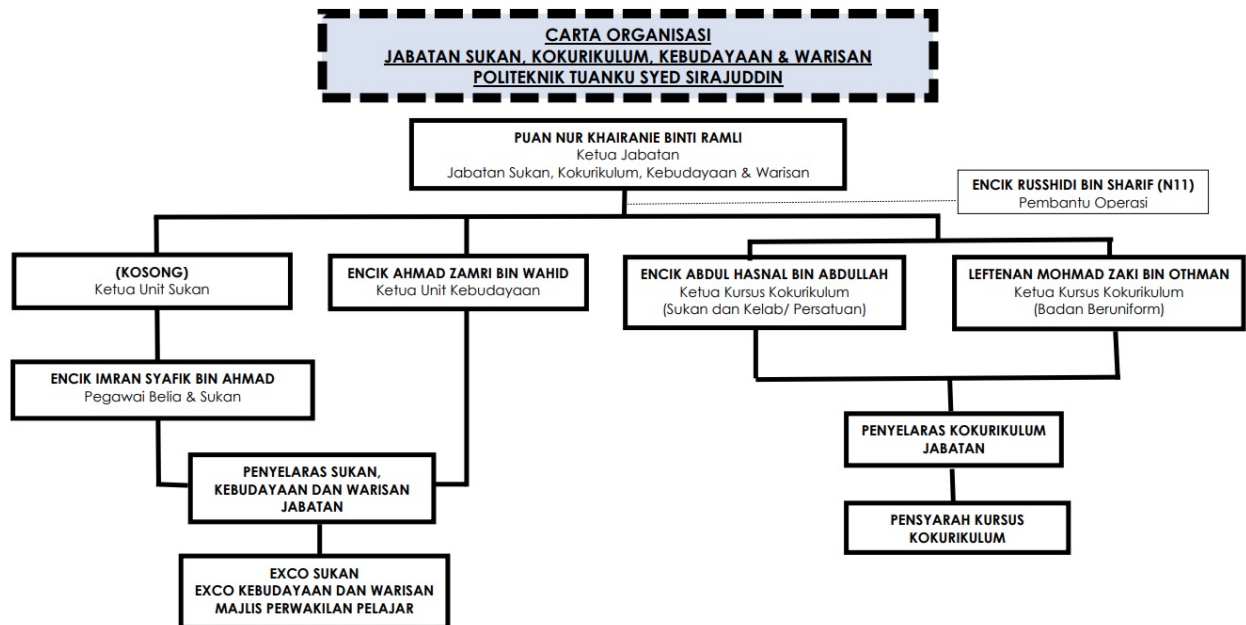 CARTA ORGANISASI
JABATAN SUKAN, KOKURIKULUM, KEBUDAYAAN & WARISAN
POLITEKNIK TUANKU SYED SIRAJUDDIN
PUAN NUR KHAIRANIE BINTI RAMLI
Ketua Jabatan
Jabatan Sukan, Kokurikulum, Kebudayaan & Warisan
ENCIK RUSSHIDI BIN SHARIF (N11)
Pembantu Operasi
(KOSONG)
Ketua Unit Sukan
ENCIK AHMAD ZAMRI BIN WAHID
Ketua Unit Kebudayaan
ENCIK ABDUL HASNAL BIN ABDULLAH
Ketua Kursus Kokurikulum
(Sukan dan Kelab/ Persatuan)
LEFTENAN MOHMAD ZAKI BIN OTHMAN
Ketua Kursus Kokurikulum
(Badan Beruniform)
ENCIK IMRAN SYAFIK BIN AHMAD
Pegawai Belia & Sukan
PENYELARAS KOKURIKULUM
JABATAN
PENYELARAS SUKAN,
KEBUDAYAAN DAN WARISAN
JABATAN
PENSYARAH KURSUS
KOKURIKULUM
EXCO SUKAN
EXCO KEBUDAYAAN DAN WARISAN
MAJLIS PERWAKILAN PELAJAR